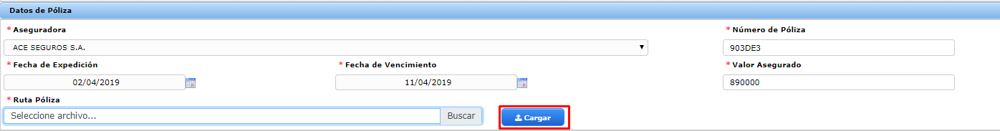 Datos de Póliza
* Aseguradora * Número de Póliza
ACE SEGUROS S.A. 903DE3
* Fecha de Expedición * Fecha de Vencimiento * Valor Asegurado
02/04/2019 11/04/2019 890000
* Ruta Póliza
Seleccione archivo... Buscar Cargar